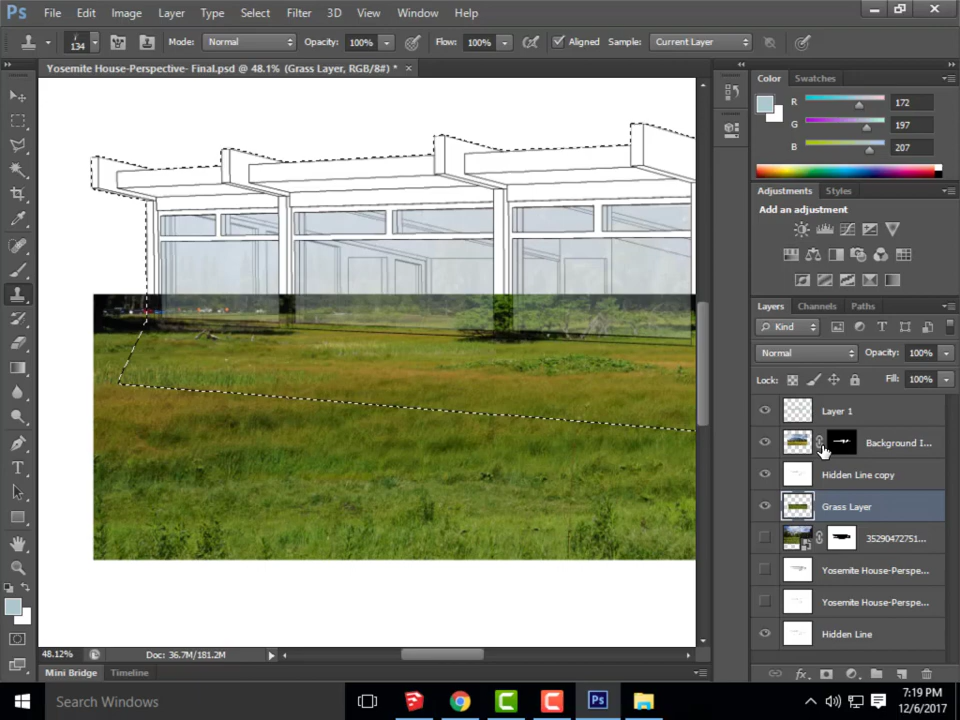 Ps File Edit Image Layer Type Select Filter 3D View Window Help
134 Mode: Normal Opacity: 100% Flow: 100% Aligned Sample: Current Layer
Yosemite House-Perspective- Final.psd @ 48.1% (Grass Layer, RGB/8#) * ×
Color Swatches
R 172
G 197
B 207
Adjustments Styles
Add an adjustment
Layers Channels Paths
Kind
Normal Opacity: 100%
Lock: Fill: 100%
Layer 1
Background I...
Hidden Line copy
Grass Layer
35290472751...
Yosemite House-Perspe...
Yosemite House-Perspe...
Hidden Line
48.12% Doc: 36.7M/181.2M
Mini Bridge Timeline
Search Windows
7:19 PM
12/6/2017